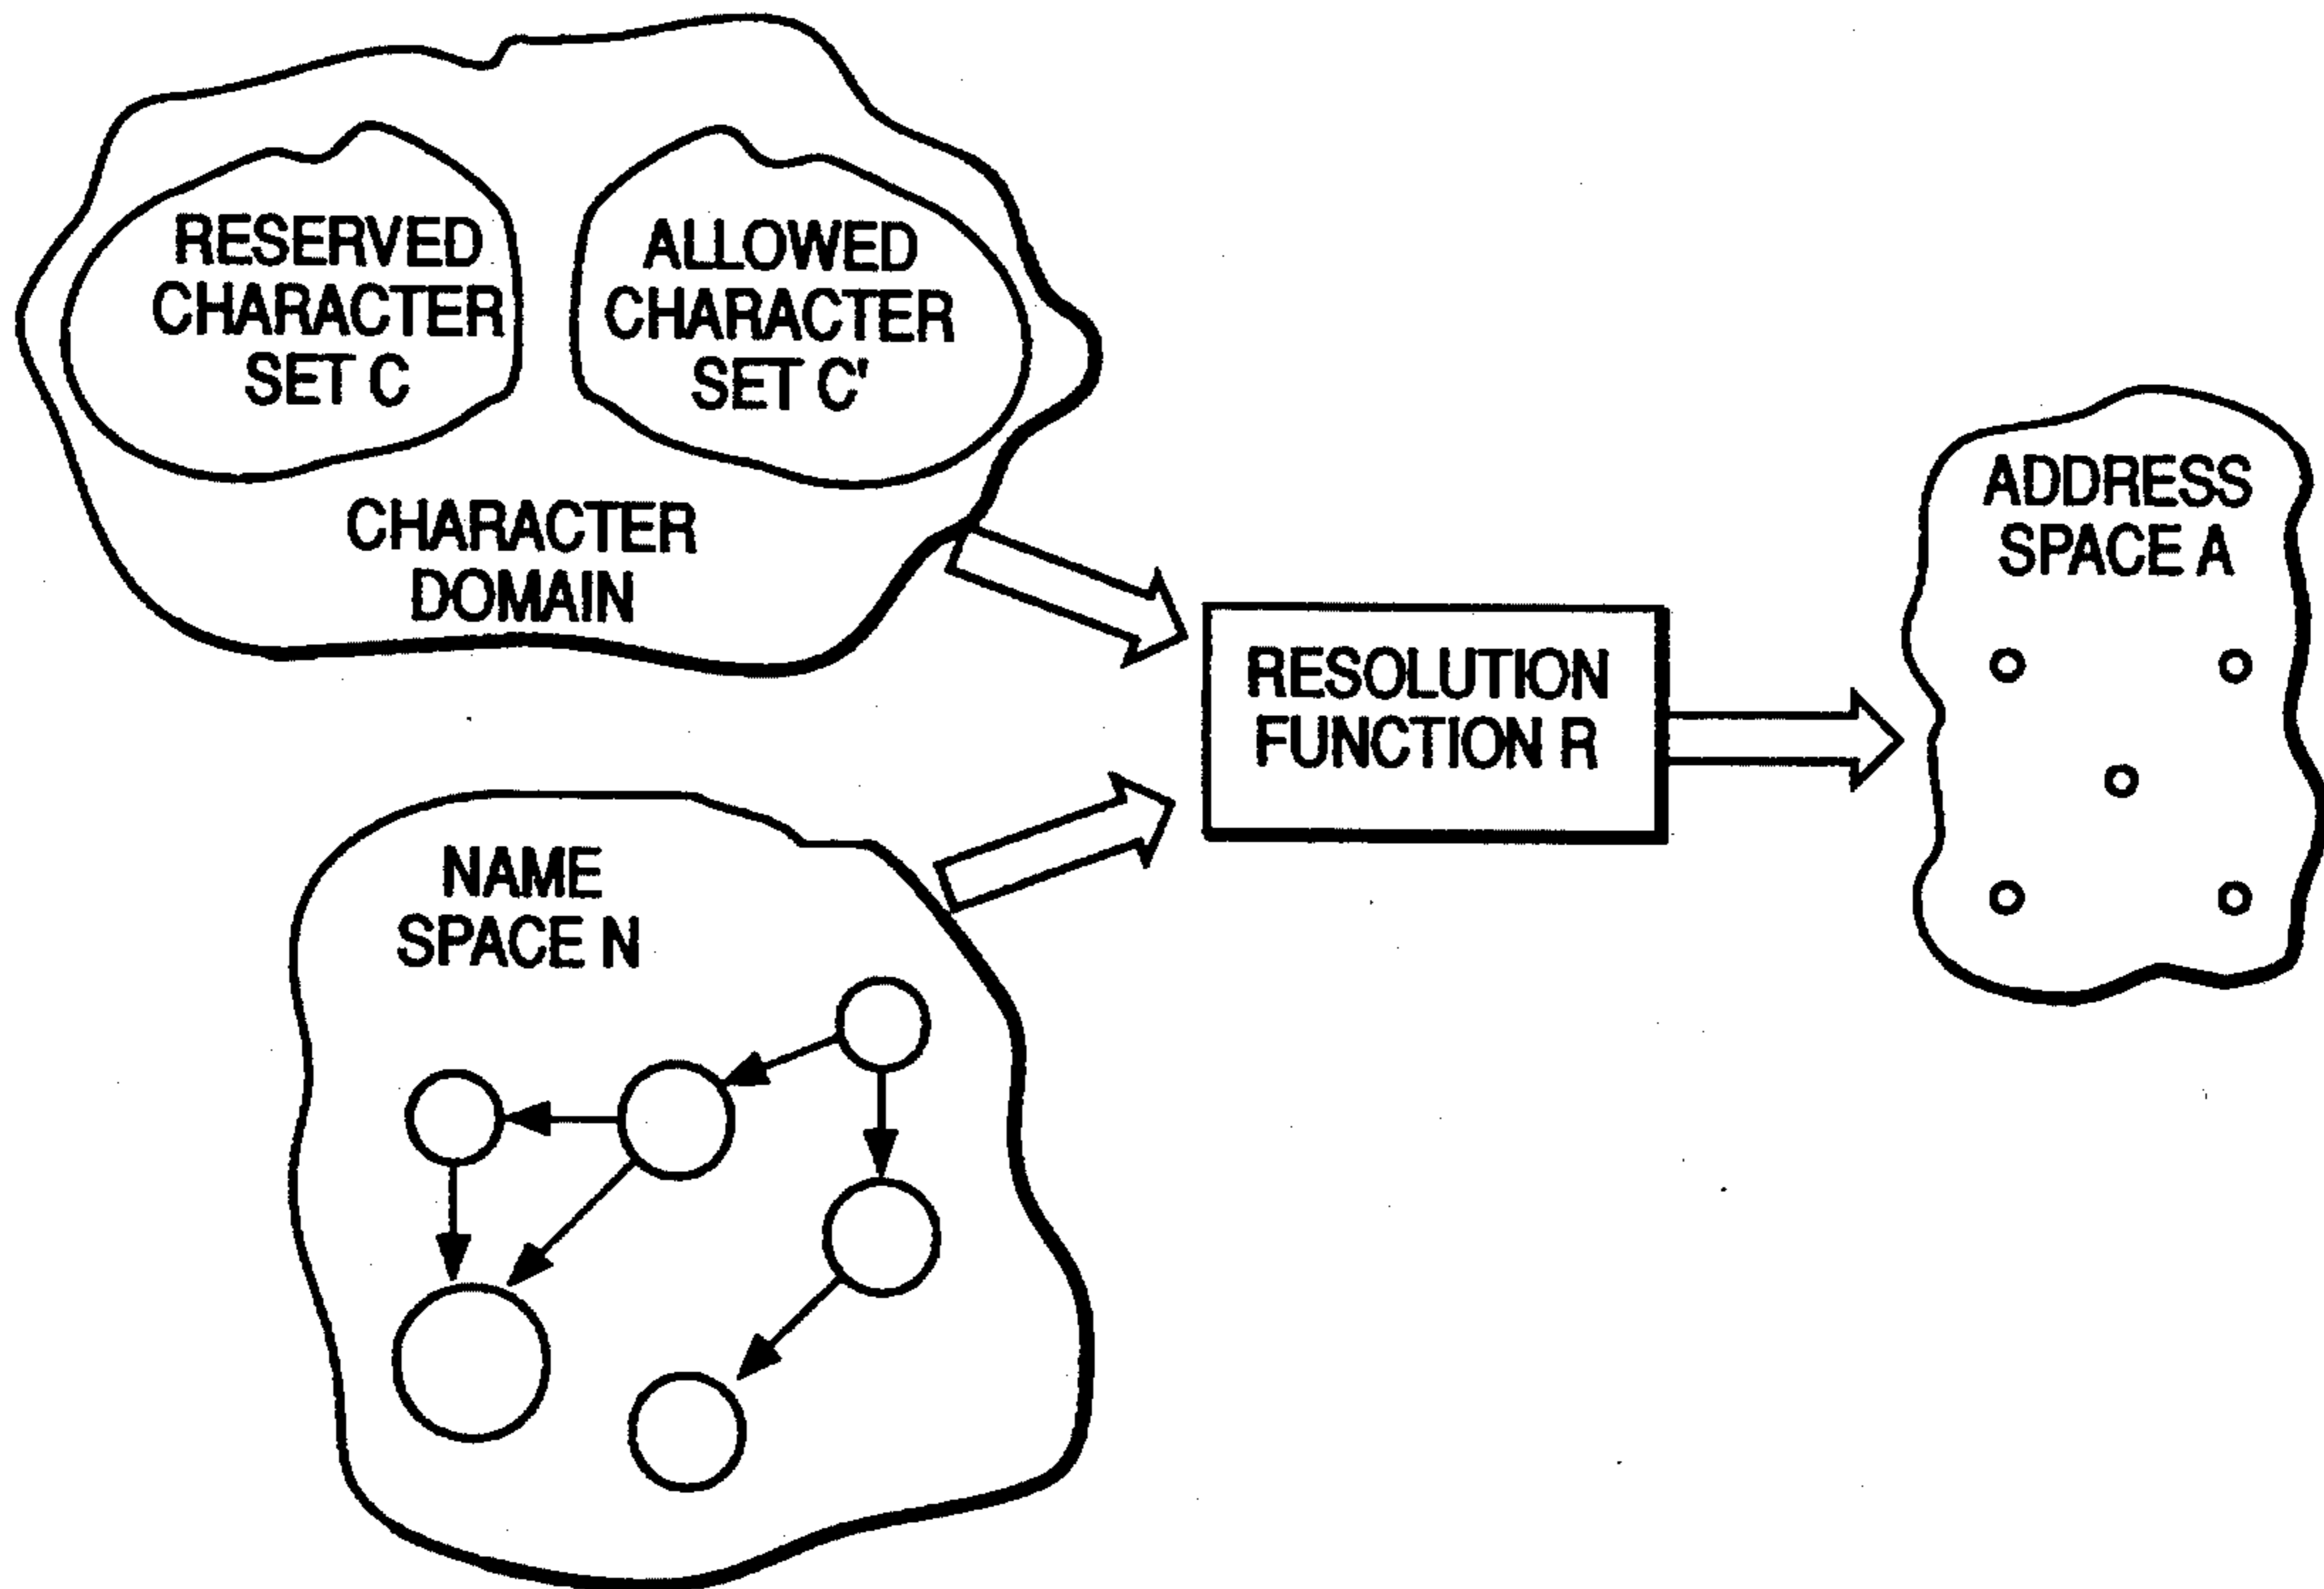 RESERVED
CHARACTER
SET C
ALLOWED
CHARACTER
SET C'
CHARACTER
DOMAIN
ADDRESS
SPACE A
RESOLUTION
FUNCTION R
NAME
SPACE N